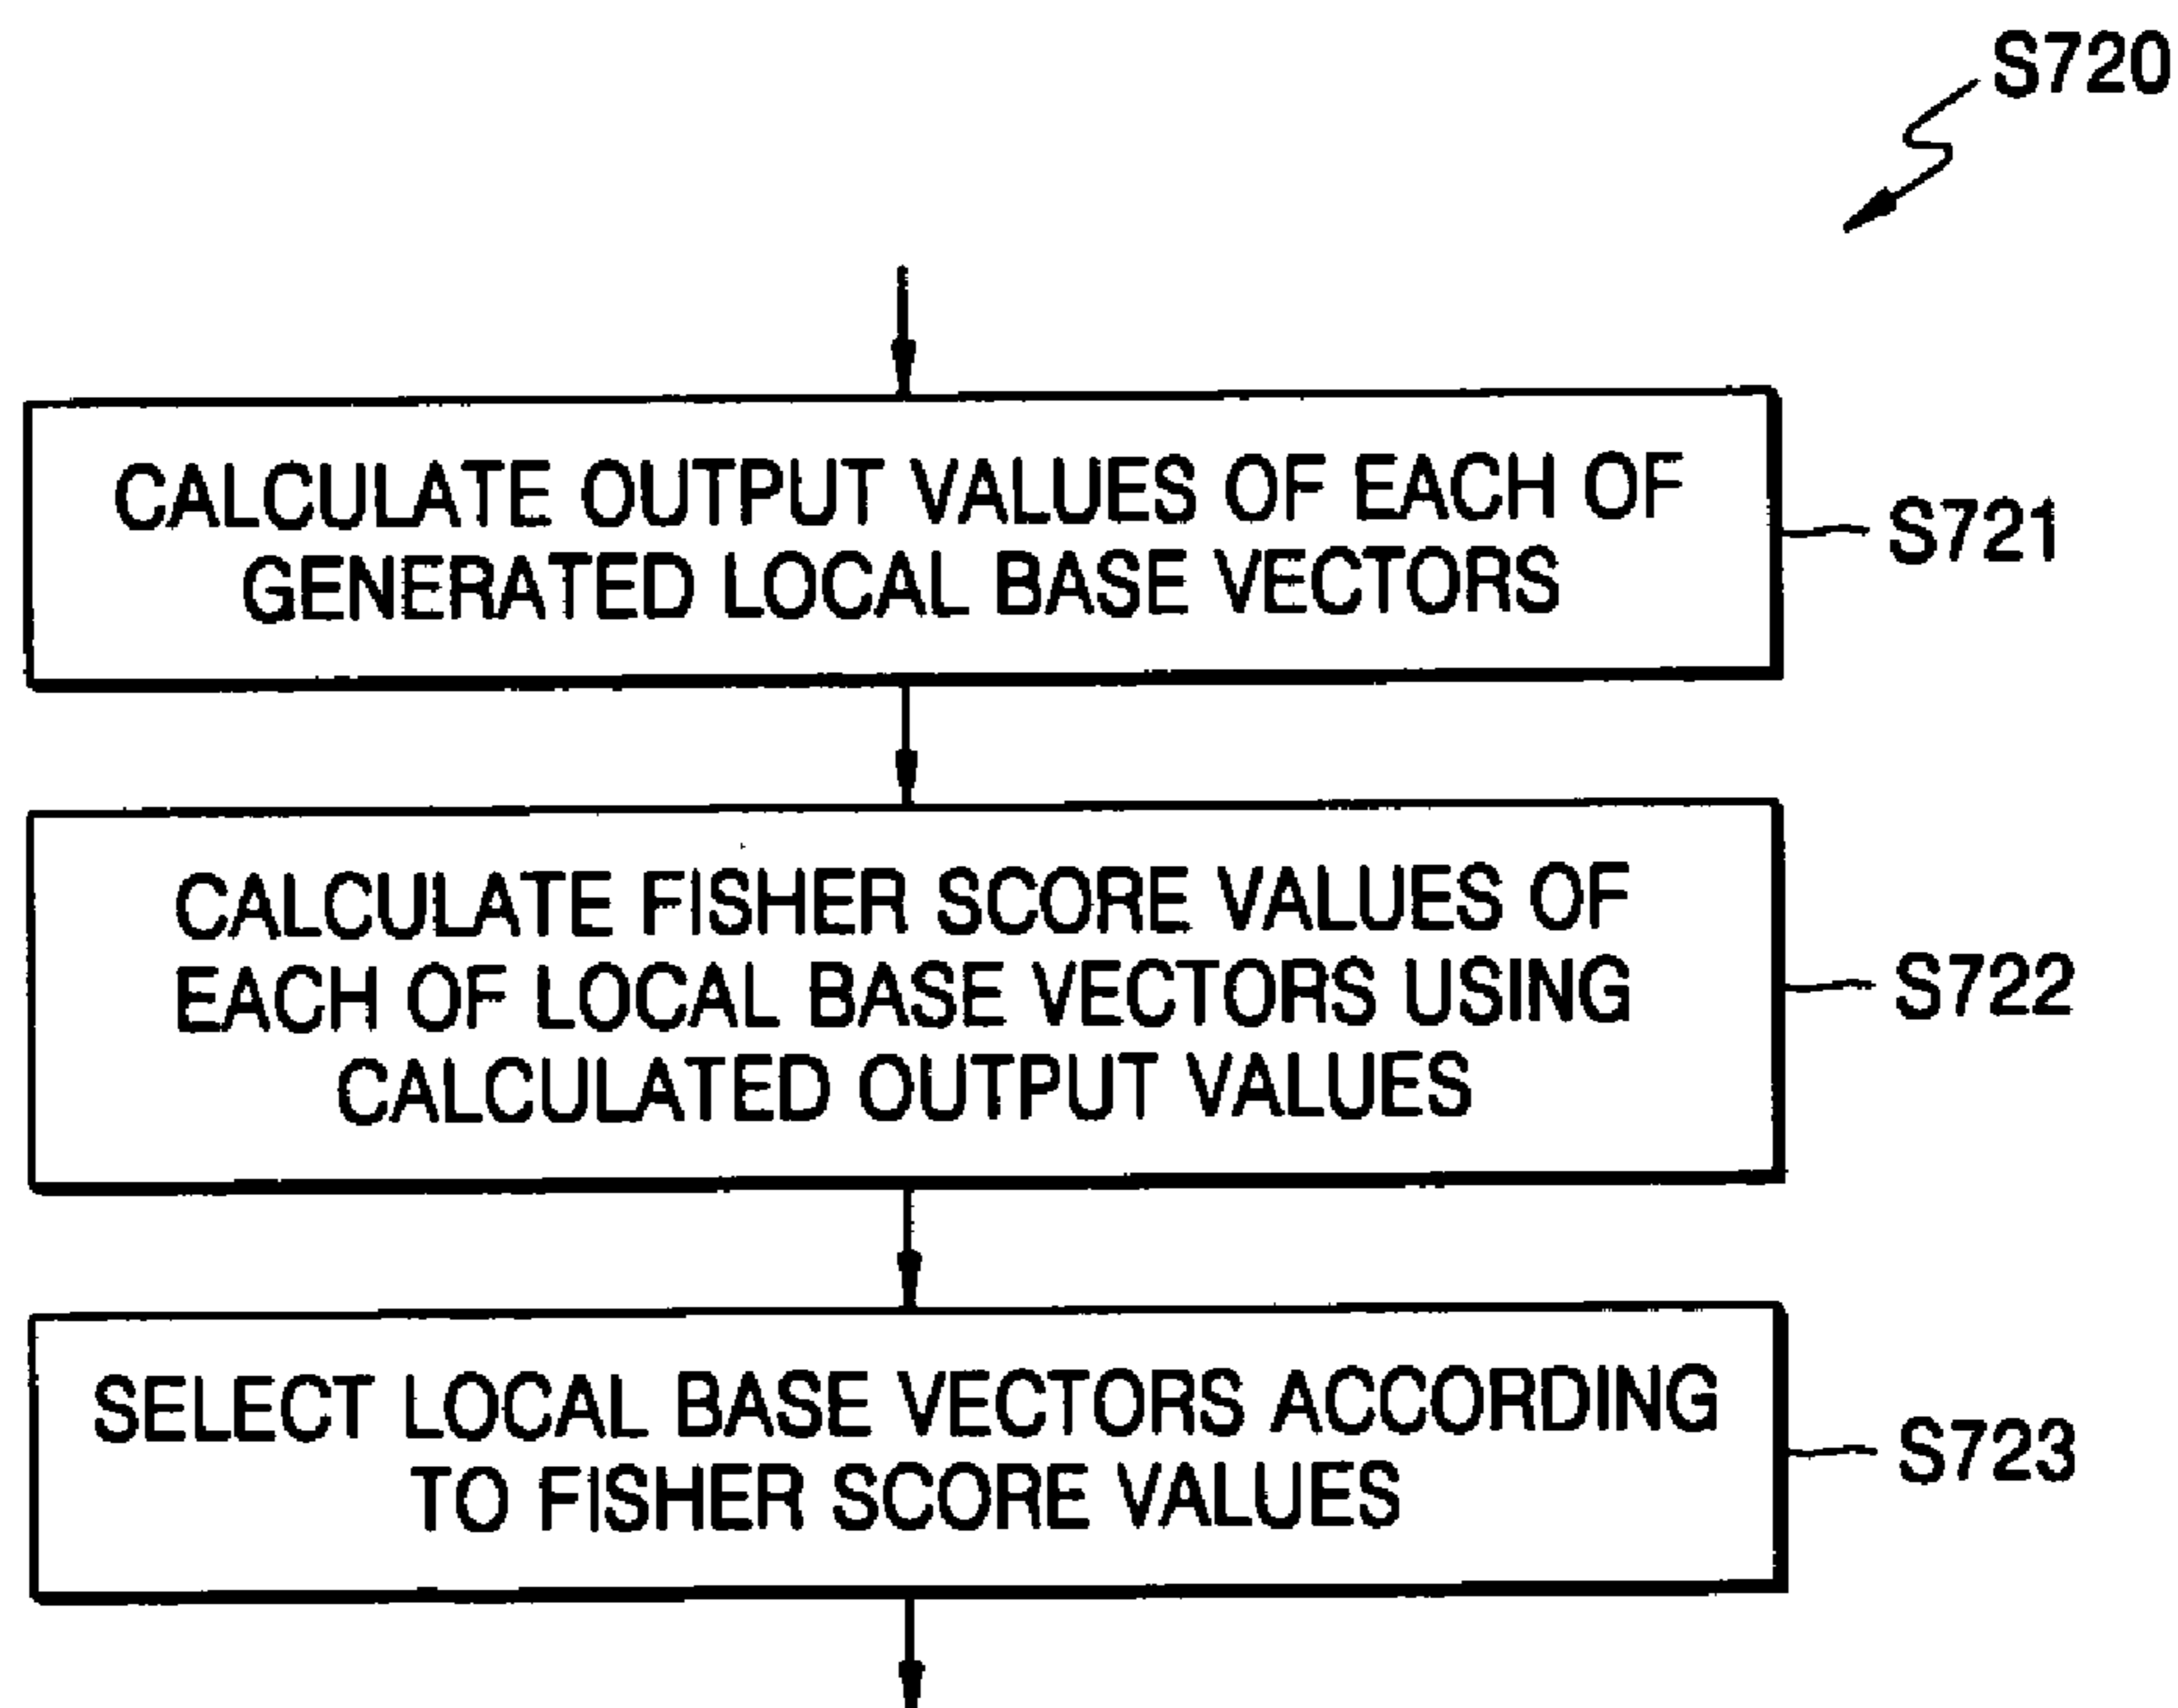 S720
CALCULATE OUTPUT VALUES OF EACH OF
GENERATED LOCAL BASE VECTORS
S721
CALCULATE FISHER SCORE VALUES OF
EACH OF LOCAL BASE VECTORS USING
CALCULATED OUTPUT VALUES
S722
SELECT LOCAL BASE VECTORS ACCORDING
TO FISHER SCORE VALUES
S723